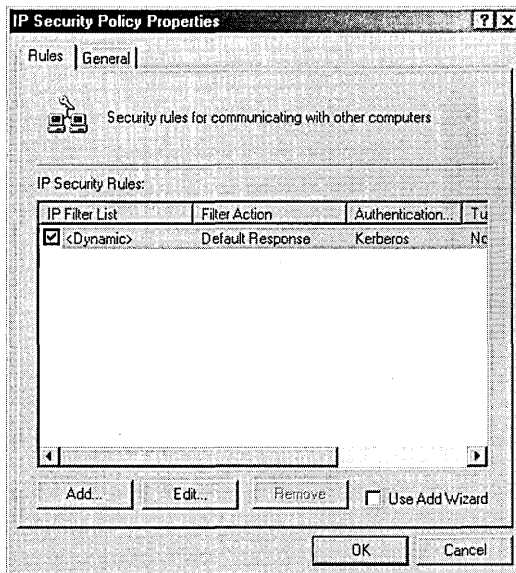 IP Security Policy Properties
Rules
General
Security rules for communicating with other computers
IP Security Rules:
IP Filter List Filter Action Authentication... Tu
<Dynamic> Default Response Kerberos Nc
Add... Edit... Remove Use Add Wizard
OK Cancel